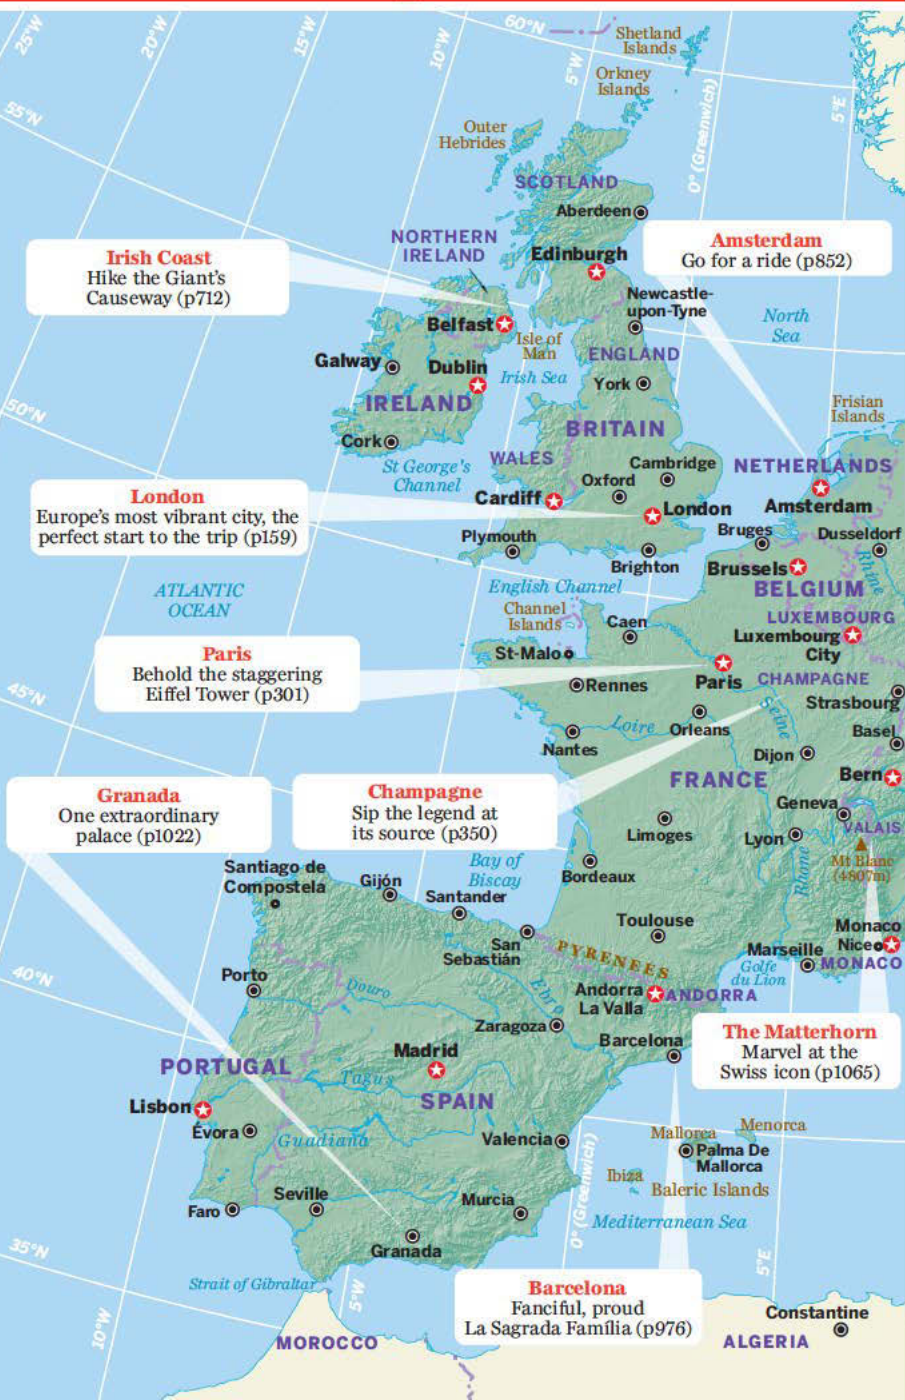 25°W
20°W
15°W
10°W
60°N
5°W
Shetland
Islands
Orkney
Islands
0° (Greenwich)
5°E
55°N
Outer
Hebrides
SCOTLAND
Aberdeen
NORTHERN
IRELAND
Edinburgh
Irish Coast
Hike the Giant's
Causeway (p712)
Amsterdam
Go for a ride (p852)
Newcastle-
upon-Tyne
North
Sea
Belfast
Isle of
Man
ENGLAND
Galway
Dublin
Irish Sea
York
IRELAND
Frisian
Islands
50°N
Cork
BRITAIN
St George's
Channel
WALES
Cambridge
Oxford
NETHERLANDS
London
Europe's most vibrant city, the
perfect start to the trip (p159)
Cardiff
London
Amsterdam
Plymouth
Brighton
Bruges
Dusseldorf
Brussels
Rhine
BELGIUM
ATLANTIC
OCEAN
English Channel
Channel
Islands
Caen
LUXEMBOURG
Luxembourg
City
Paris
Behold the staggering
Eiffel Tower (p301)
St-Malo
Rennes
Paris
CHAMPAGNE
Strasbourg
45°N
Loire
Orleans
Seine
Nantes
Basel
Dijon
Bern
FRANCE
Granada
One extraordinary
palace (p1022)
Champagne
Sip the legend at
its source (p350)
Geneva
Limoges
Lyon
VALAIS
Mt Blanc
(4807m)
Rhone
Bay of
Biscay
Bordeaux
Santiago de
Compostela
Gijón
Santander
Toulouse
San
Sebastián
PYRENEES
Monaco
Nice
MONACO
Marseille
Golfe
du Lion
40°N
Porto
Douro
Ebro
Andorra
La Valla
ANDORRA
Zaragoza
Barcelona
The Matterhorn
Marvel at the
Swiss icon (p1065)
Madrid
PORTUGAL
Tagus
SPAIN
Lisbon
Évora
Guadiana
Valencia
0° (Greenwich)
Mallorca
Menorca
Palma De
Mallorca
Ibiza
Baleric Islands
Faro
Seville
Murcia
Mediterranean Sea
Granada
35°N
Strait of Gibraltar
5°W
5°E
10°W
Barcelona
Fanciful, proud
La Sagrada Família (p976)
Constantine
MOROCCO
ALGERIA